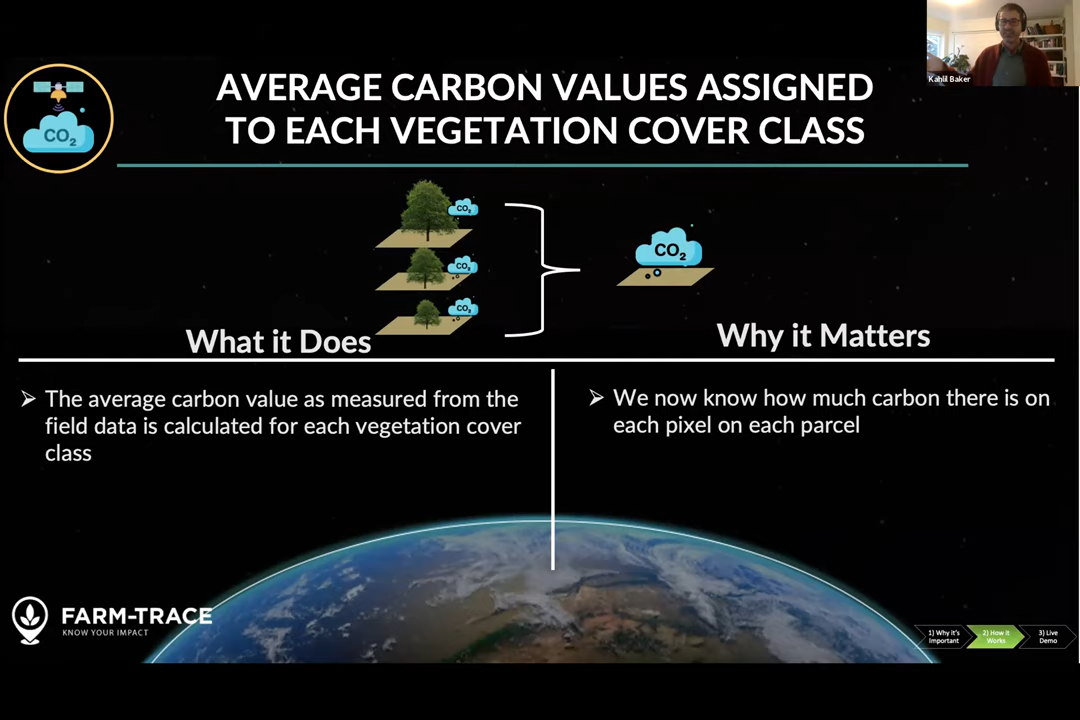 Kahlil Baker
CO₂
AVERAGE CARBON VALUES ASSIGNED
TO EACH VEGETATION COVER CLASS
CO₂
CO₂
CO₂
CO₂
What it Does
Why it Matters
➢ The average carbon value as measured from the
field data is calculated for each vegetation cover
class
➢ We now know how much carbon there is on
each pixel on each parcel
FARM-TRACE
KNOW YOUR IMPACT
1) Why it's
Important
2) How it
Works
3) Live
Demo